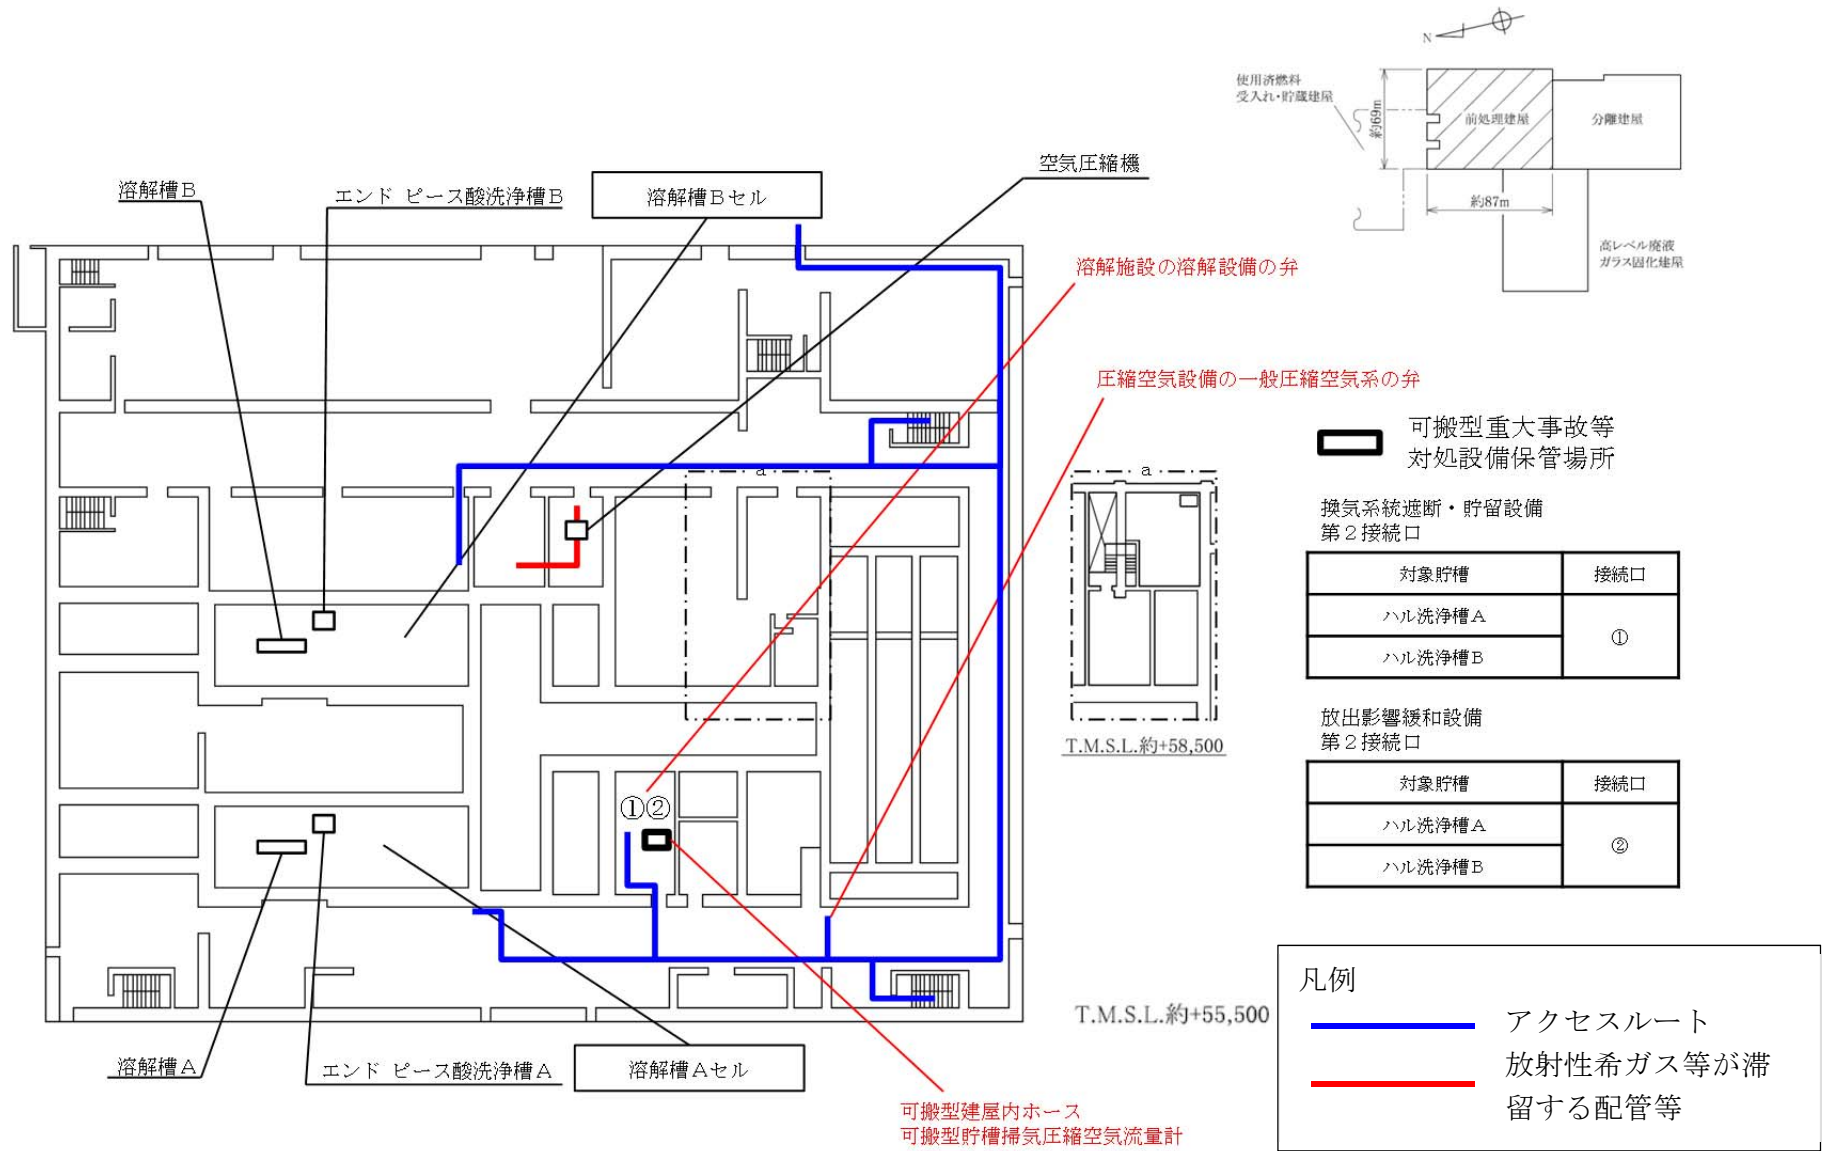 N
使用済燃料
受入れ・貯蔵建屋
約69m
前処理建屋
分離建屋
約87m
高レベル廃液
ガラス固化建屋
空気圧縮機
溶解槽B
エンド ピース酸洗浄槽B
溶解槽Bセル
溶解施設の溶解設備の弁
圧縮空気設備の一般圧縮空気系の弁
可搬型重大事故等
対処設備保管場所
a
a
換気系統遮断・貯留設備
第2接続口
対象貯槽 接続口
ハル洗浄槽A
①
ハル洗浄槽B
放出影響緩和設備
第2接続口
対象貯槽 接続口
ハル洗浄槽A
②
ハル洗浄槽B
T.M.S.L.約+58,500
①②
T.M.S.L.約+55,500
溶解槽A
エンド ピース酸洗浄槽A
溶解槽Aセル
可搬型建屋内ホース
可搬型貯槽掃気圧縮空気流量計
凡例
アクセスルート
放射性希ガス等が滞
留する配管等